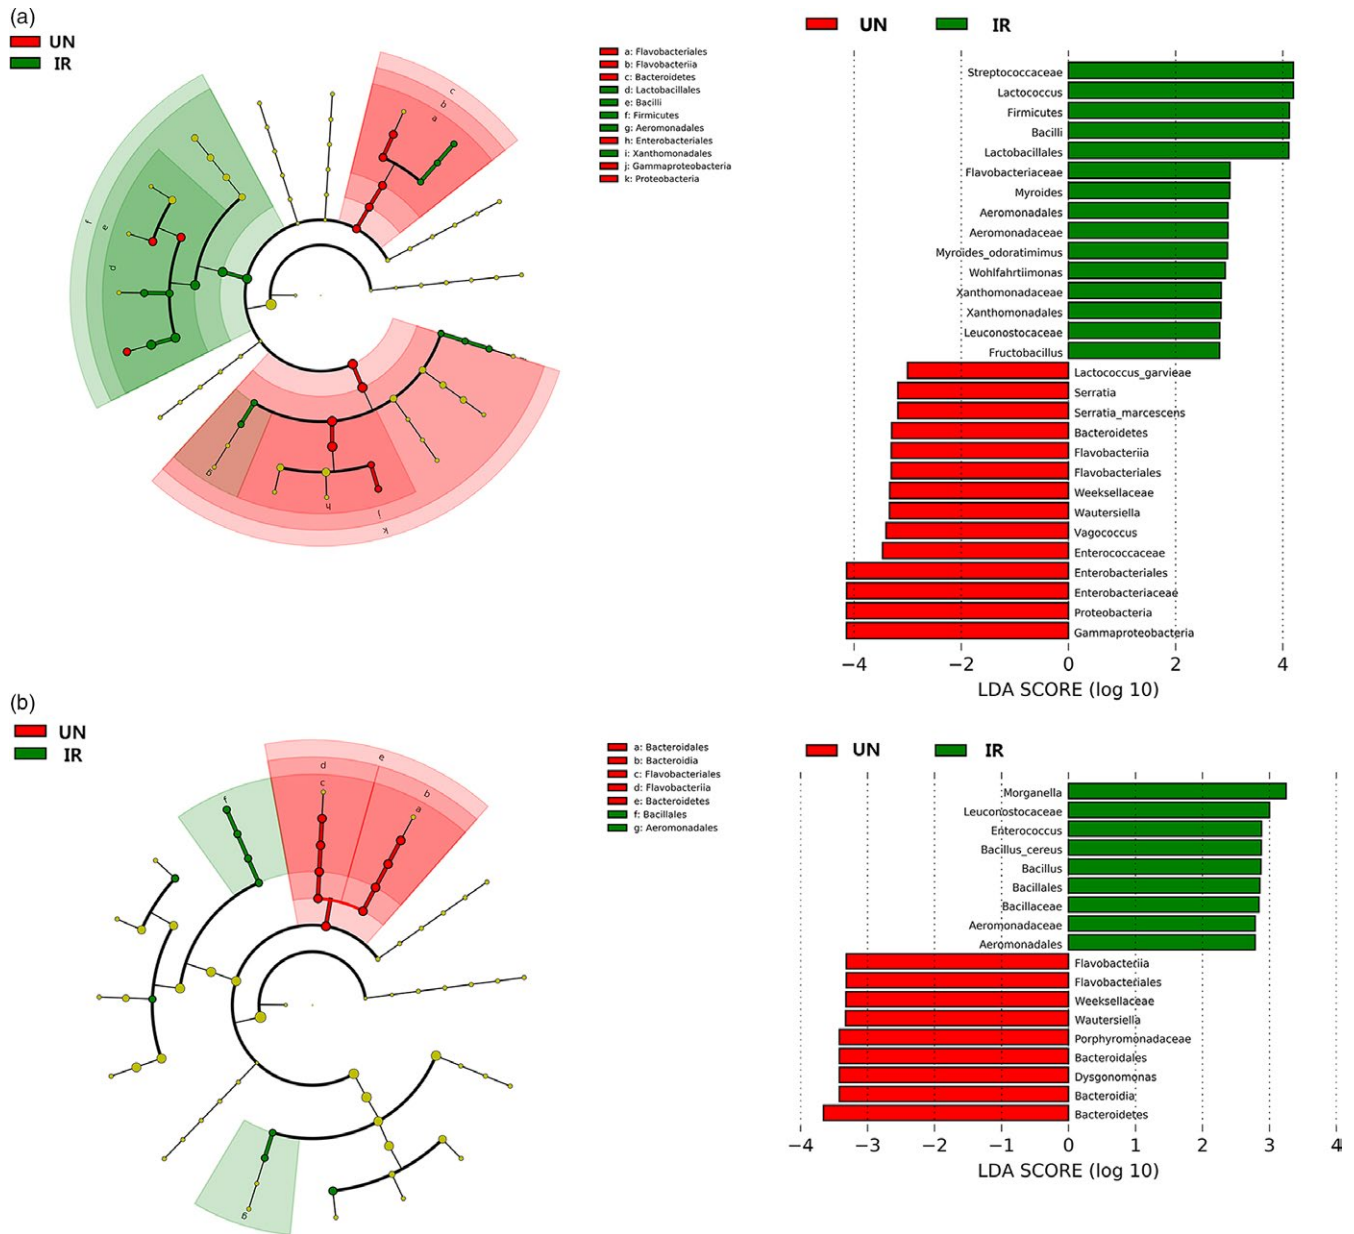 (a)
UN
IR
a: Flavobacteriales
b: Flavobacteriia
c: Bacteroidetes
d: Lactobacillales
e: Bacilli
f: Firmicutes
g: Aeromonadales
h: Enterobacteriales
i: Xanthomonadales
j: Gammaproteobacteria
k: Proteobacteria
c
b
a
f
e
d
g
h
j
k
UN
IR
Streptococcaceae
Lactococcus
Firmicutes
Bacilli
Lactobacillales
Flavobacteriaceae
Myroides
Aeromonadales
Aeromonadaceae
Myroides_odoratimimus
Wohlfahrtiimonas
Xanthomonadaceae
Xanthomonadales
Leuconostocaceae
Fructobacillus
Lactococcus_garvieae
Serratia
Serratia_marcescens
Bacteroidetes
Flavobacteriia
Flavobacteriales
Weeksellaceae
Wautersiella
Vagococcus
Enterococcaceae
Enterobacteriales
Enterobacteriaceae
Proteobacteria
Gammaproteobacteria
−4 −2 0 2 4
LDA SCORE (log 10)
(b)
UN
IR
a: Bacteroidales
b: Bacteroidia
c: Flavobacteriales
d: Flavobacteriia
e: Bacteroidetes
f: Bacillales
g: Aeromonadales
e
d
c
b
a
f
g
UN
IR
Morganella
Leuconostocaceae
Enterococcus
Bacillus_cereus
Bacillus
Bacillales
Bacillaceae
Aeromonadaceae
Aeromonadales
Flavobacteriia
Flavobacteriales
Weeksellaceae
Wautersiella
Porphyromonadaceae
Bacteroidales
Dysgonomonas
Bacteroidia
Bacteroidetes
−4 −3 −2 −1 0 1 2 3 4
LDA SCORE (log 10)